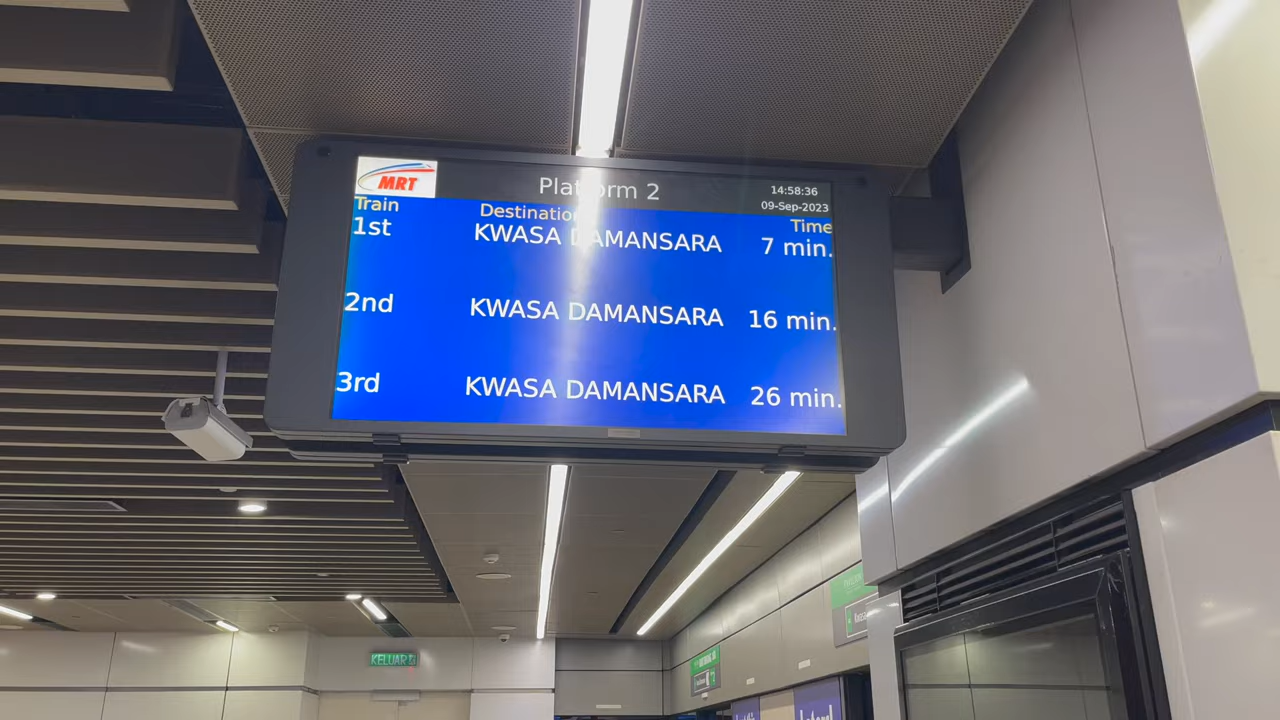 MRT
Platform 2
14:58:36
09-Sep-2023
Train Destination Time
1st KWASA DAMANSARA 7 min.
2nd KWASA DAMANSARA 16 min.
3rd KWASA DAMANSARA 26 min.
KELUAR